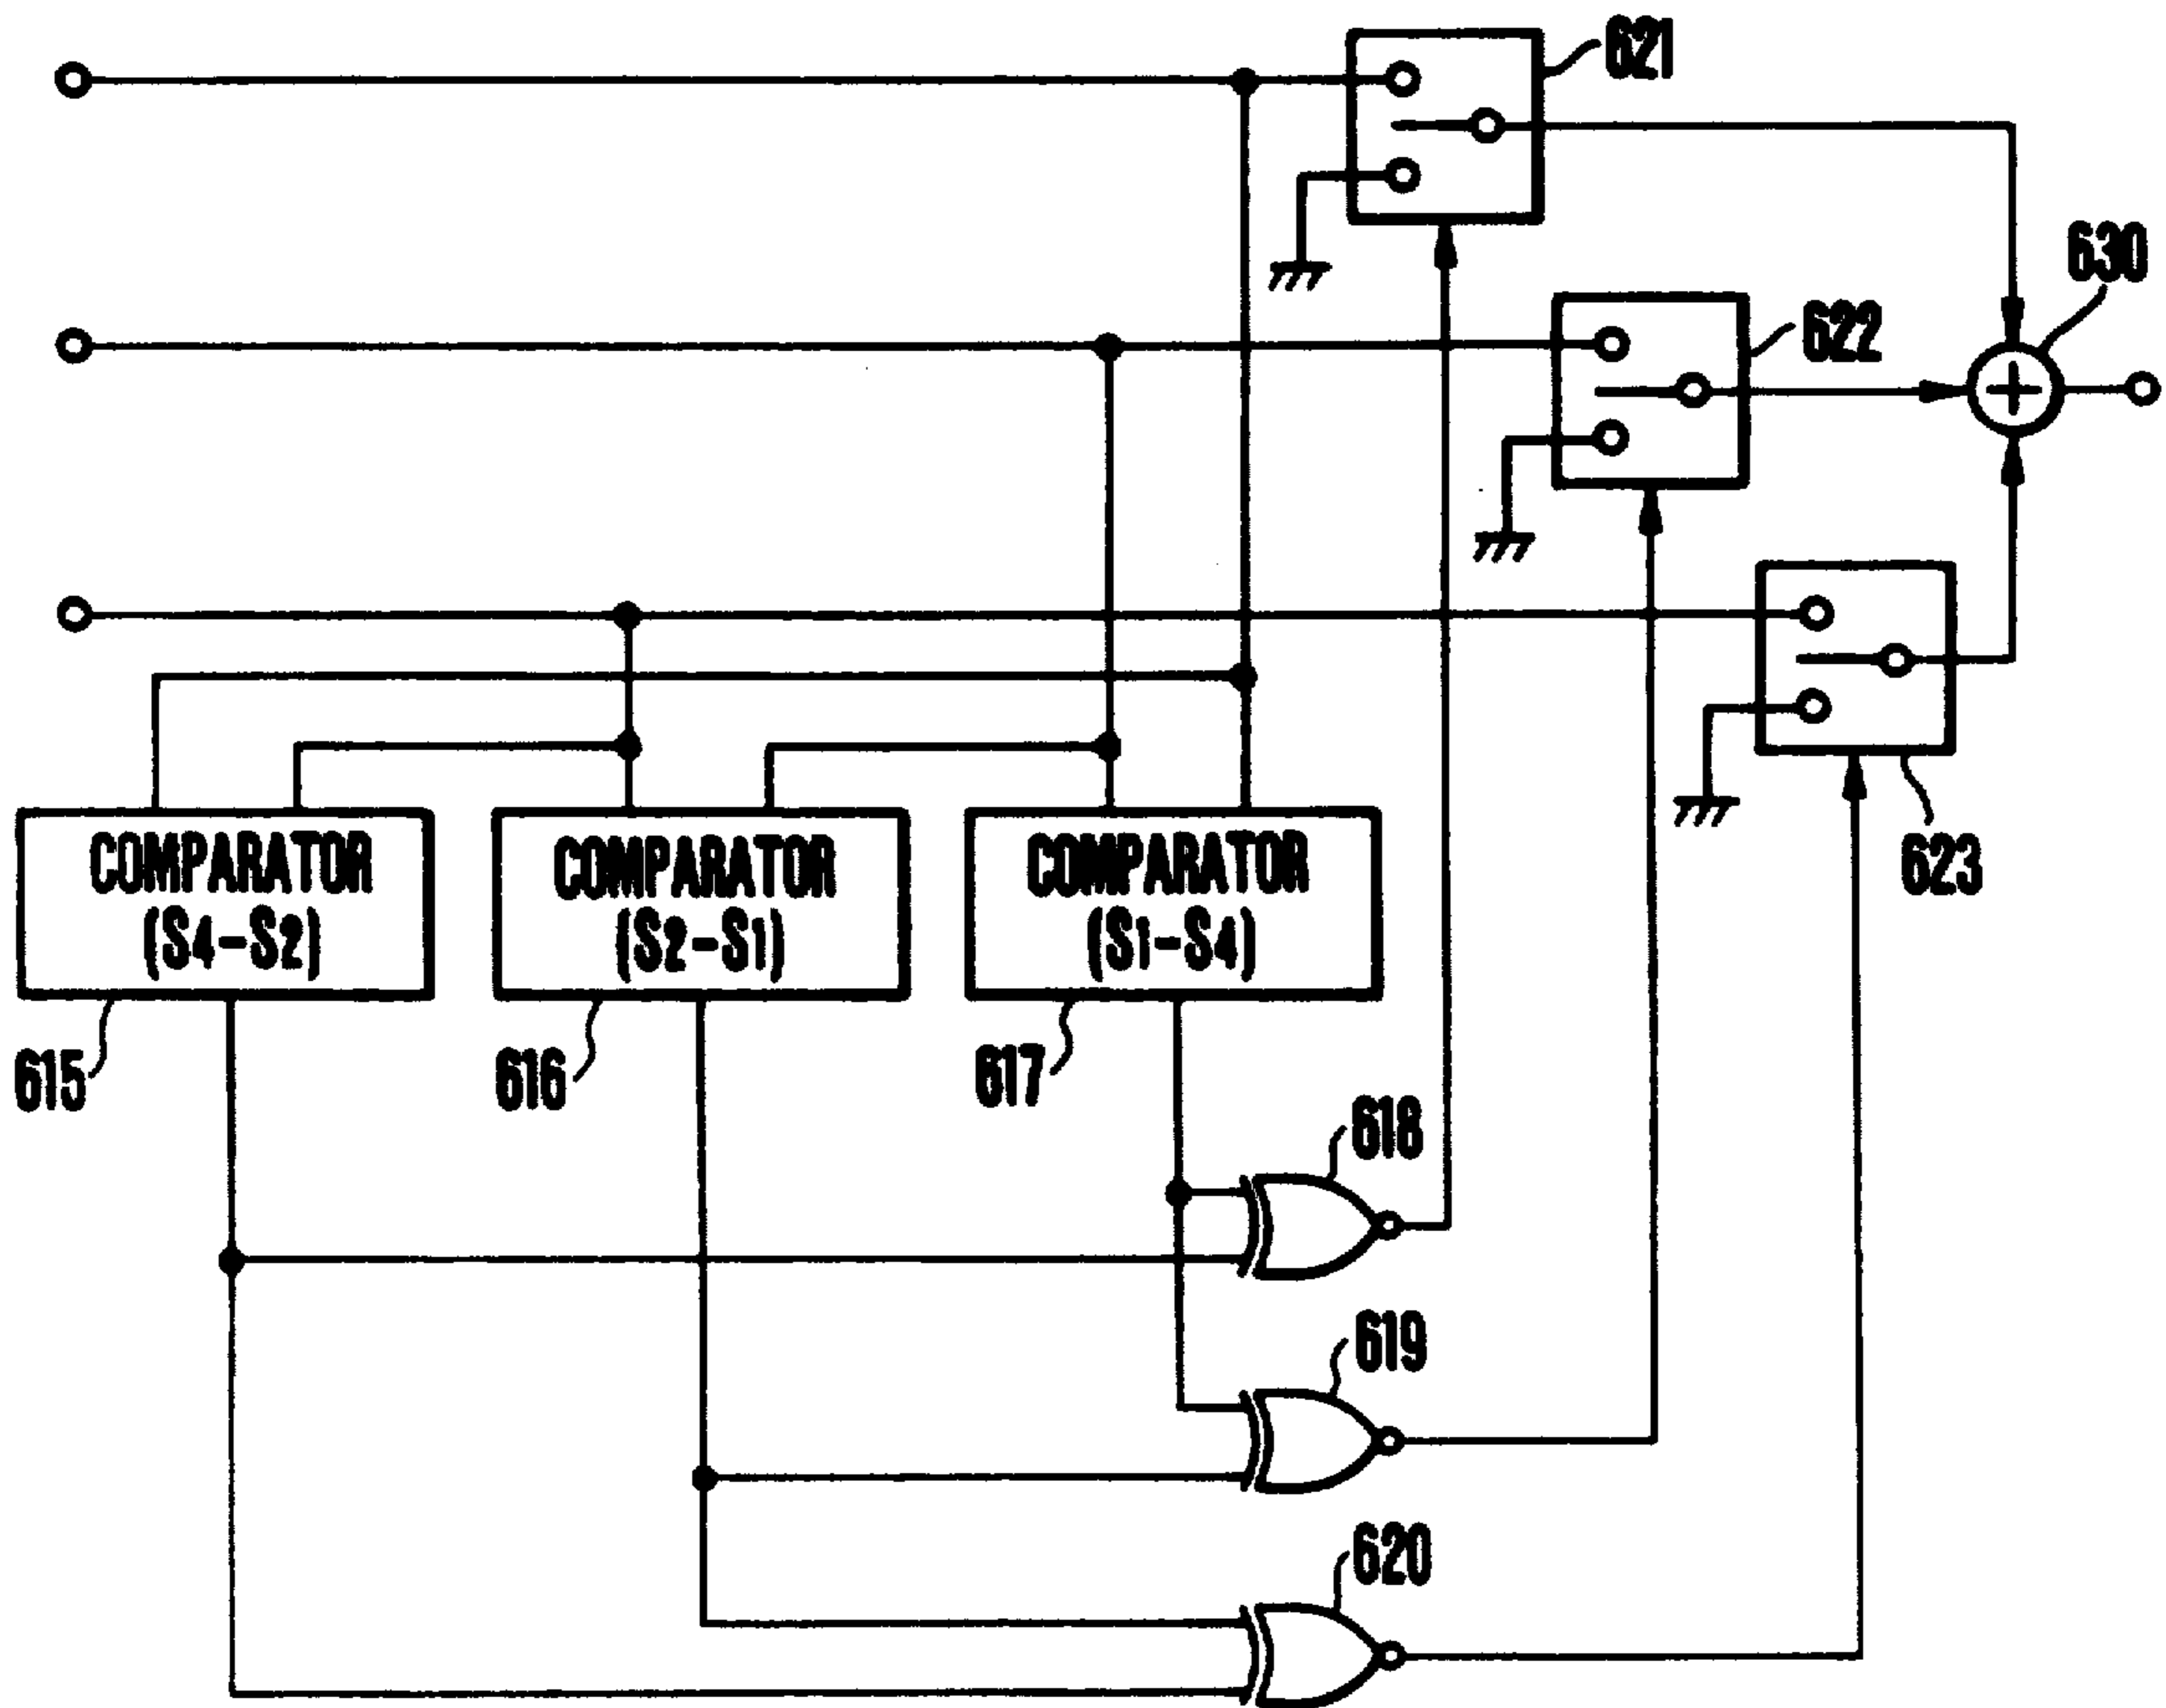 621
630
622
623
COMPARATOR
(S4-S2)
COMPARATOR
(S2-S1)
COMPARATOR
(S1-S4)
615
616
617
618
619
620